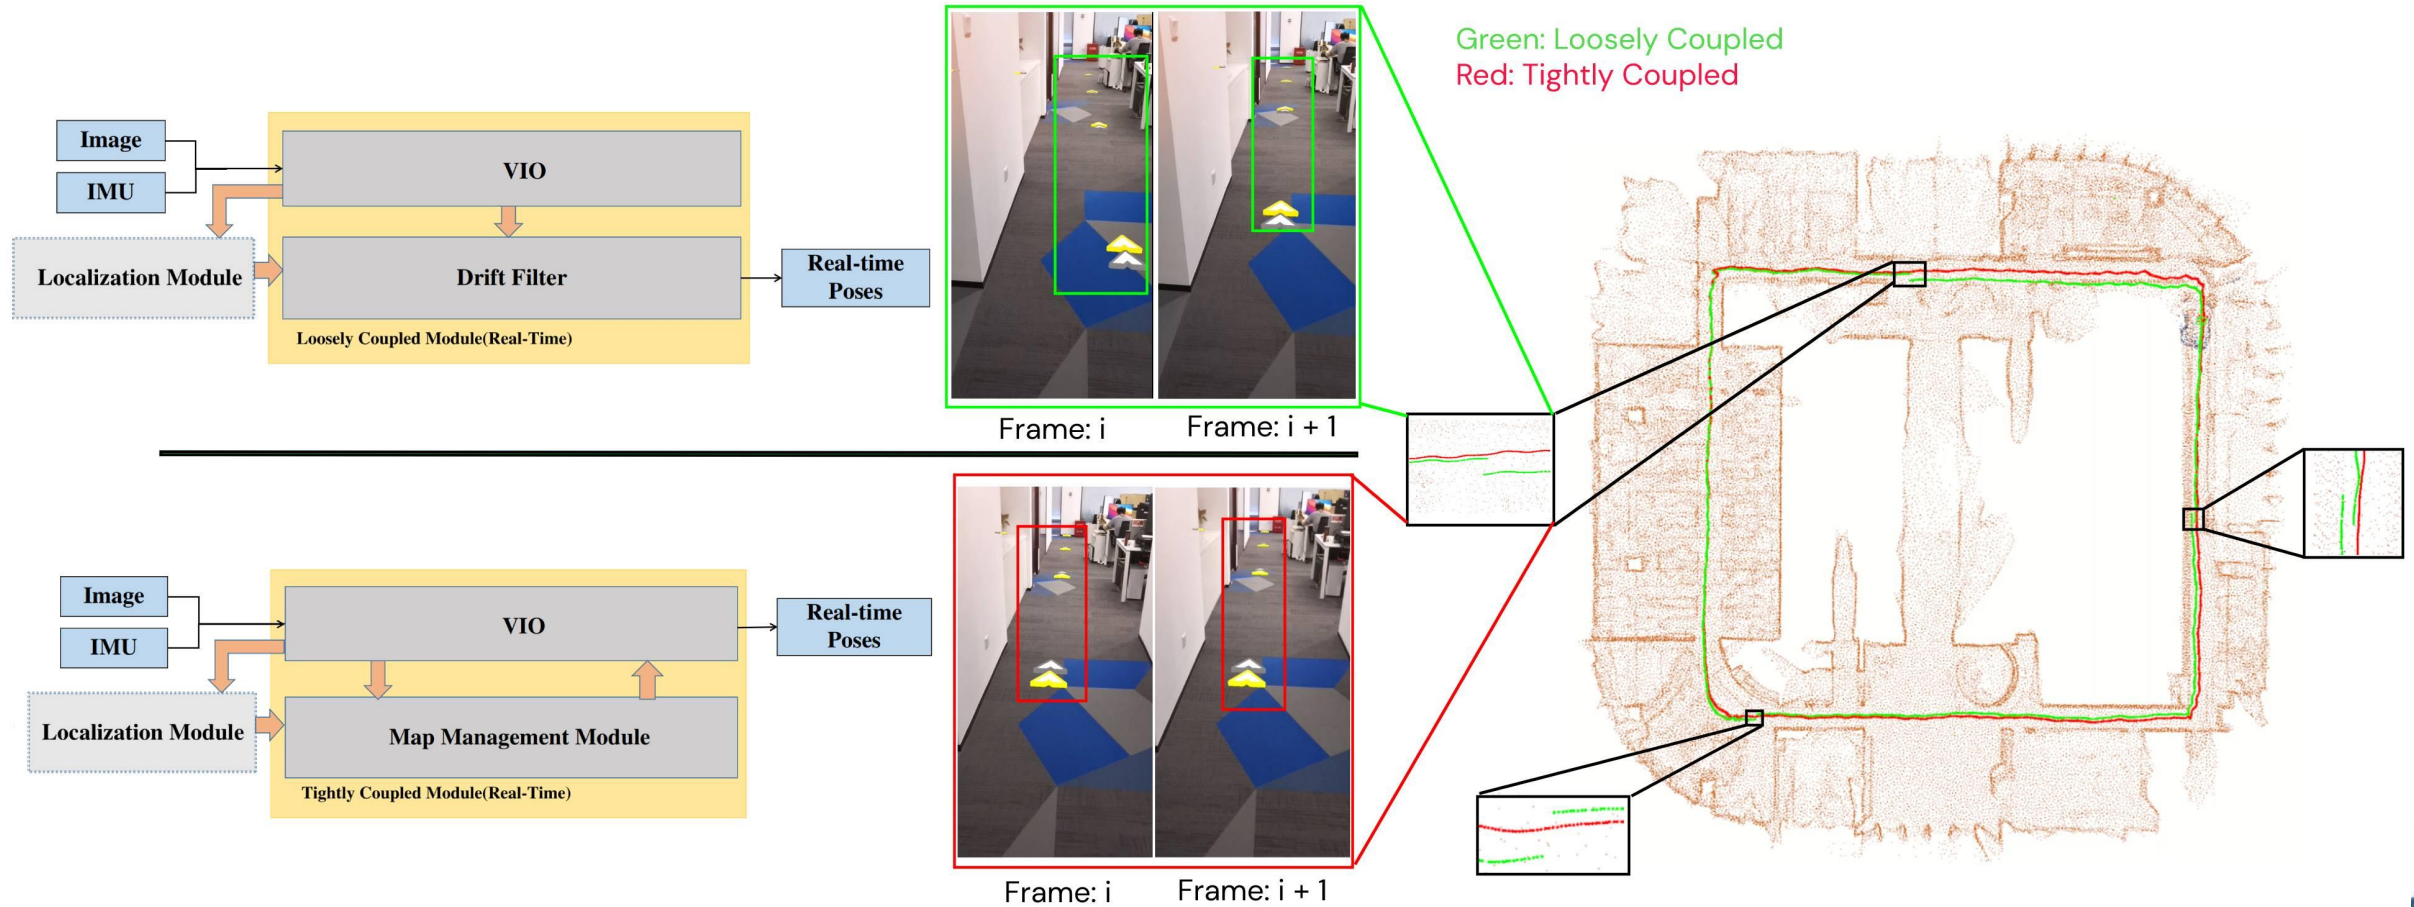 Image
IMU
VIO
Localization Module
Drift Filter
Real-time
Poses
Loosely Coupled Module(Real-Time)
Frame: i
Frame: i + 1
Green: Loosely Coupled
Red: Tightly Coupled
Image
IMU
VIO
Real-time
Poses
Localization Module
Map Management Module
Tightly Coupled Module(Real-Time)
Frame: i
Frame: i + 1